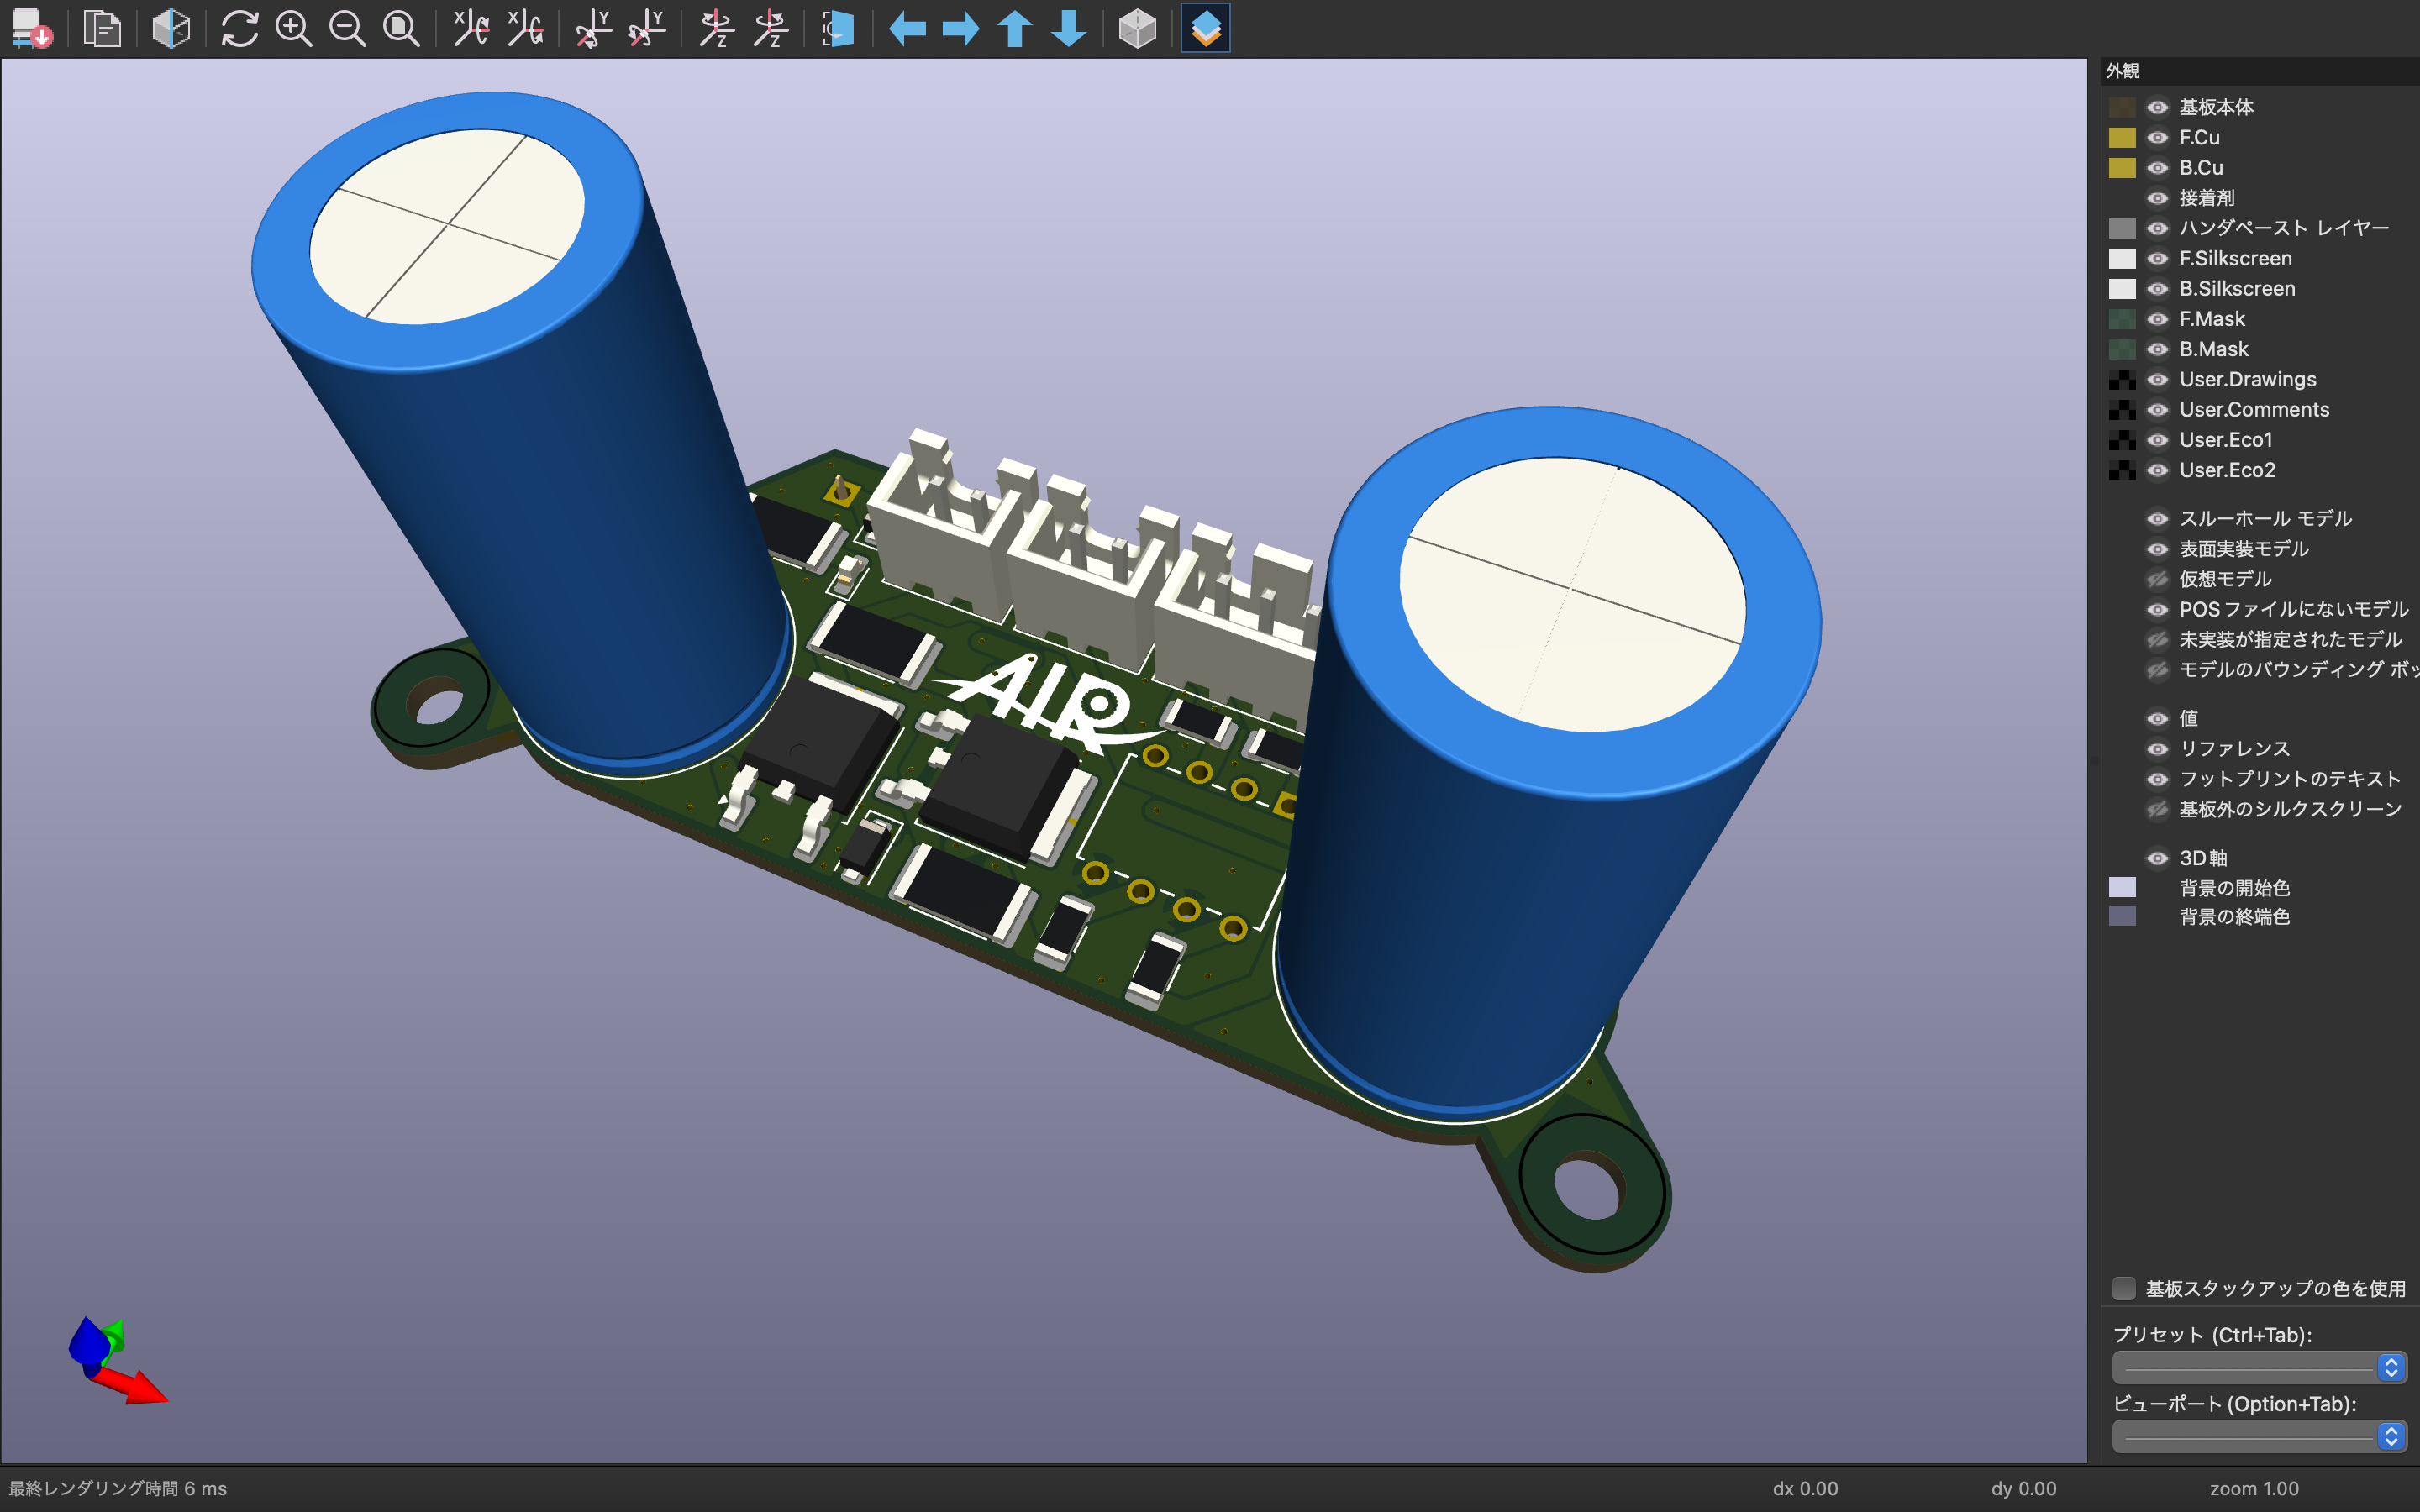 X
X
Y
Y
Z
Z
外観
基板本体
F.Cu
B.Cu
接着剤
ハンダペースト レイヤー
F.Silkscreen
B.Silkscreen
F.Mask
B.Mask
User.Drawings
User.Comments
User.Eco1
User.Eco2
スルーホール モデル
表面実装モデル
仮想モデル
POSファイルにないモデル
未実装が指定されたモデル
モデルのバウンディング ボッ
値
リファレンス
フットプリントのテキスト
基板外のシルクスクリーン
3D軸
背景の開始色
背景の終端色
AIR
基板スタックアップの色を使用
プリセット (Ctrl+Tab):
ビューポート (Option+Tab):
最終レンダリング時間 6 ms
dx 0.00
dy 0.00
zoom 1.00